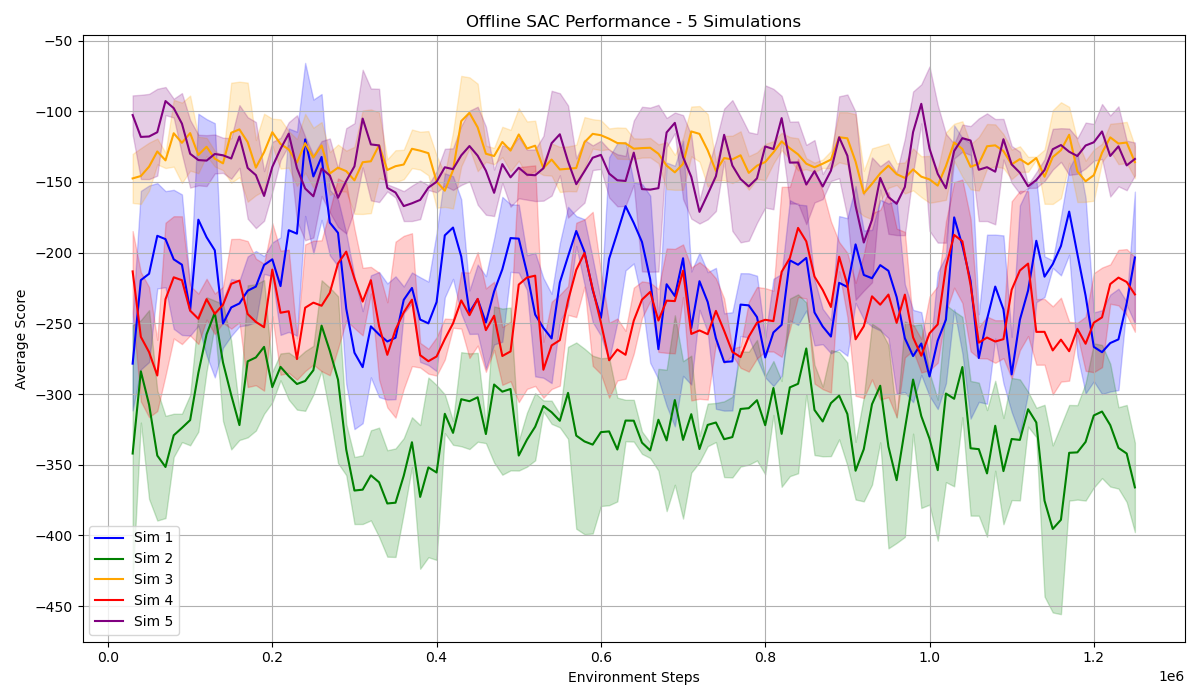 Offline SAC Performance - 5 Simulations
Average Score
−50
−100
−150
−200
−250
−300
−350
−400
−450
Sim 1
Sim 2
Sim 3
Sim 4
Sim 5
0.0 0.2 0.4 0.6 0.8 1.0 1.2
1e6
Environment Steps